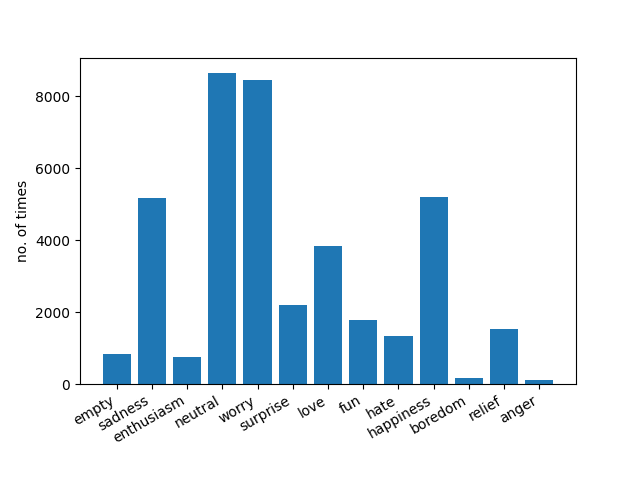 8000
6000
4000
2000
0
no. of times
empty
sadness
enthusiasm
neutral
worry
surprise
love
fun
hate
happiness
boredom
relief
anger